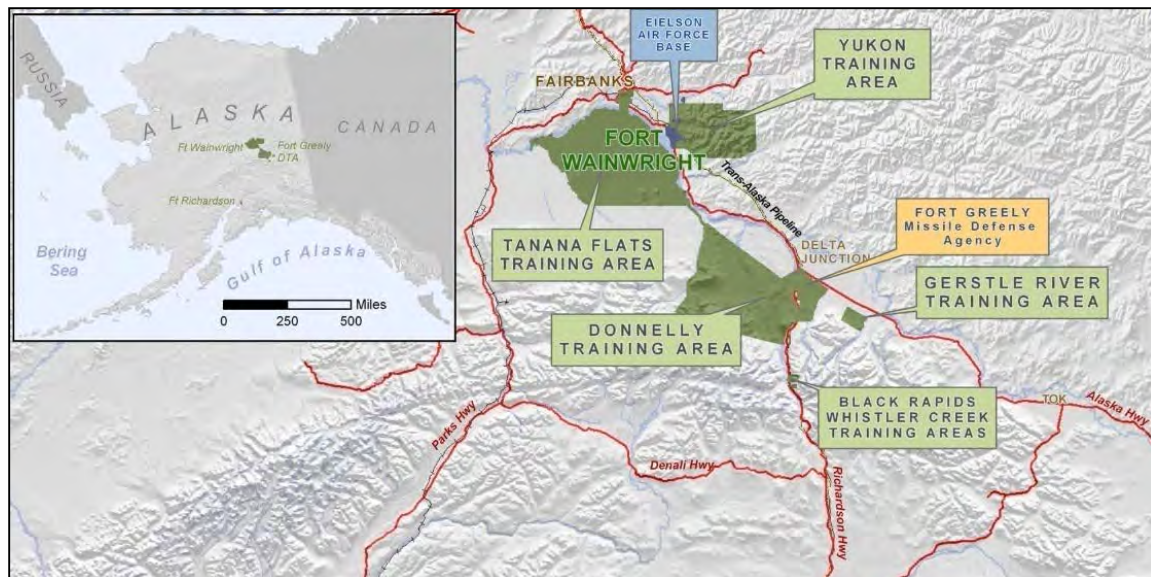 RUSSIA
ALASKA
CANADA
Ft Wainwright
Fort Greely
DTA
Ft Richardson
Bering
Sea
Gulf of Alaska
Miles
0 250 500
EIELSON
AIR FORCE
BASE
YUKON
TRAINING
AREA
FAIRBANKS
FORT
WAINWRIGHT
Trans-Alaska Pipeline
FORT GREELY
Missile Defense
Agency
TANANA FLATS
TRAINING AREA
DELTA
JUNCTION
GERSTLE RIVER
TRAINING AREA
DONNELLY
TRAINING AREA
BLACK RAPIDS
WHISTLER CREEK
TRAINING AREAS
TOK
Alaska Hwy
Parks Hwy
Denali Hwy
Richardson Hwy